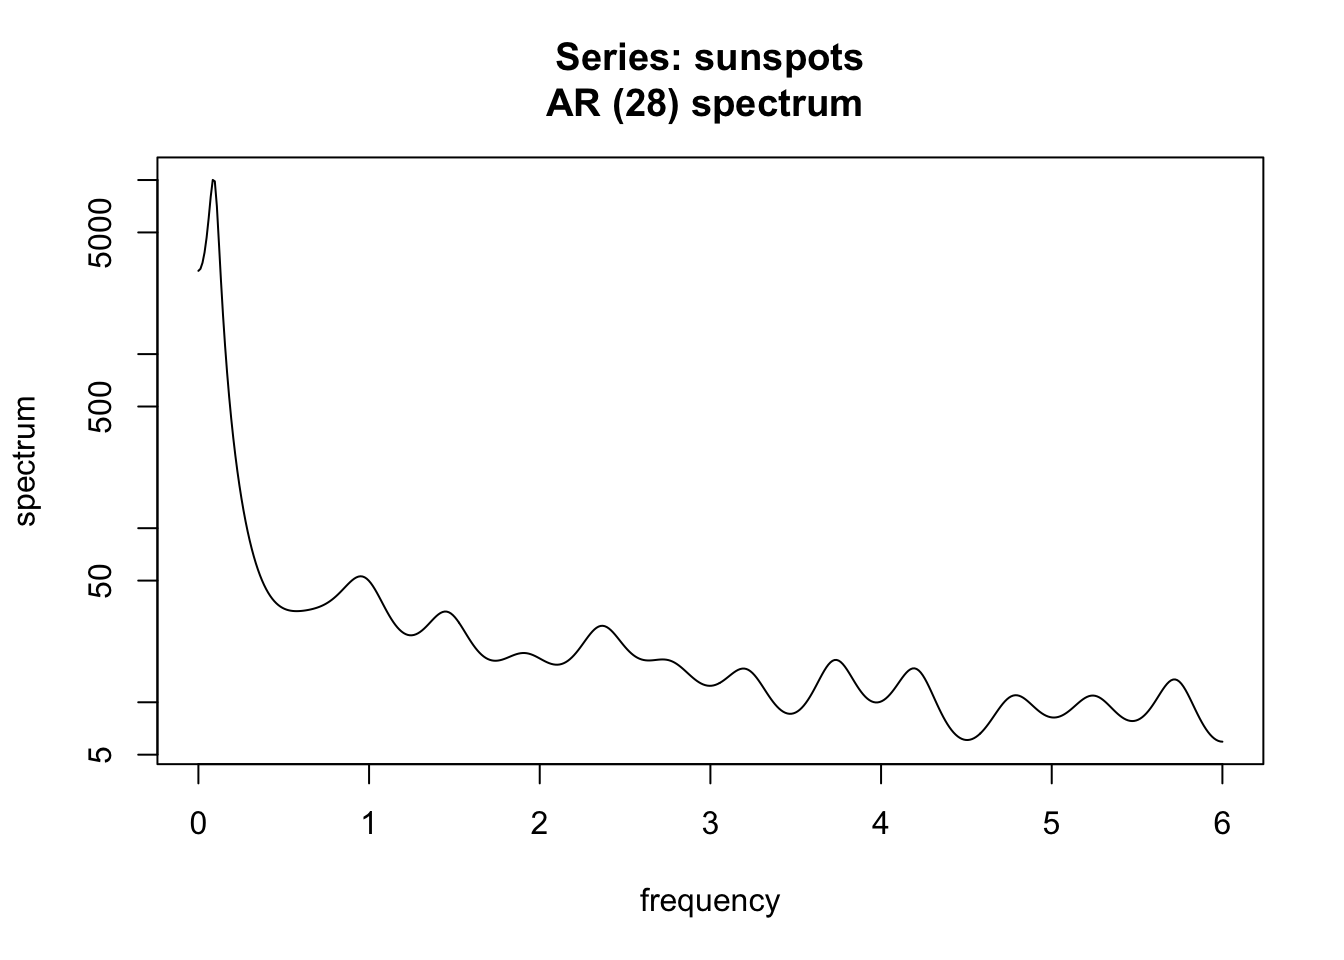 Series: sunspots
AR (28) spectrum
spectrum
5000
500
50
5
0 1 2 3 4 5 6
frequency